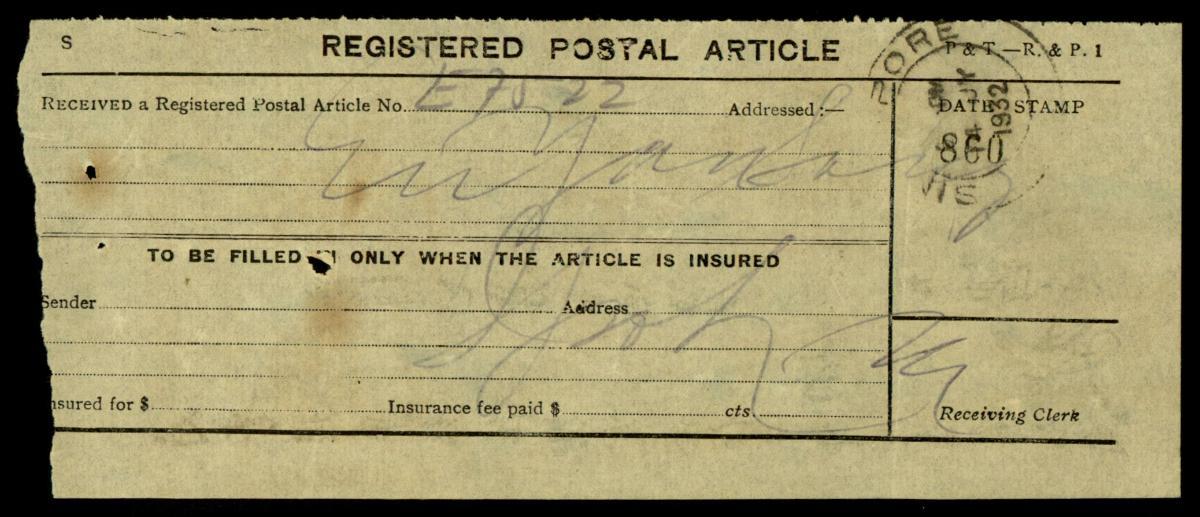 S REGISTERED POSTAL ARTICLE P & T.—R. & P. 1
RECEIVED a Registered Postal Article No. E7522 Addressed :—
DATE STAMP
1932
860
TO BE FILLED IN ONLY WHEN THE ARTICLE IS INSURED
Sender Address
nsured for $ Insurance fee paid $ cts.
Receiving Clerk